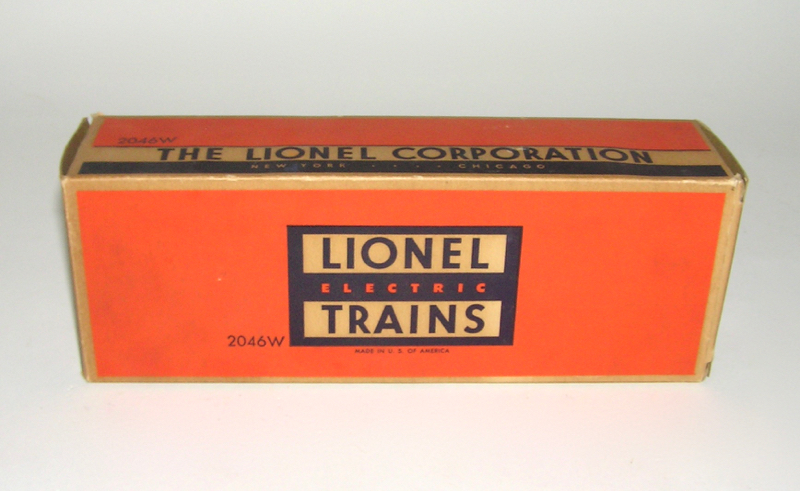 2046W
THE LIONEL CORPORATION
NEW YORK · · · · CHICAGO
LIONEL
ELECTRIC
TRAINS
2046W
MADE IN U. S. OF AMERICA